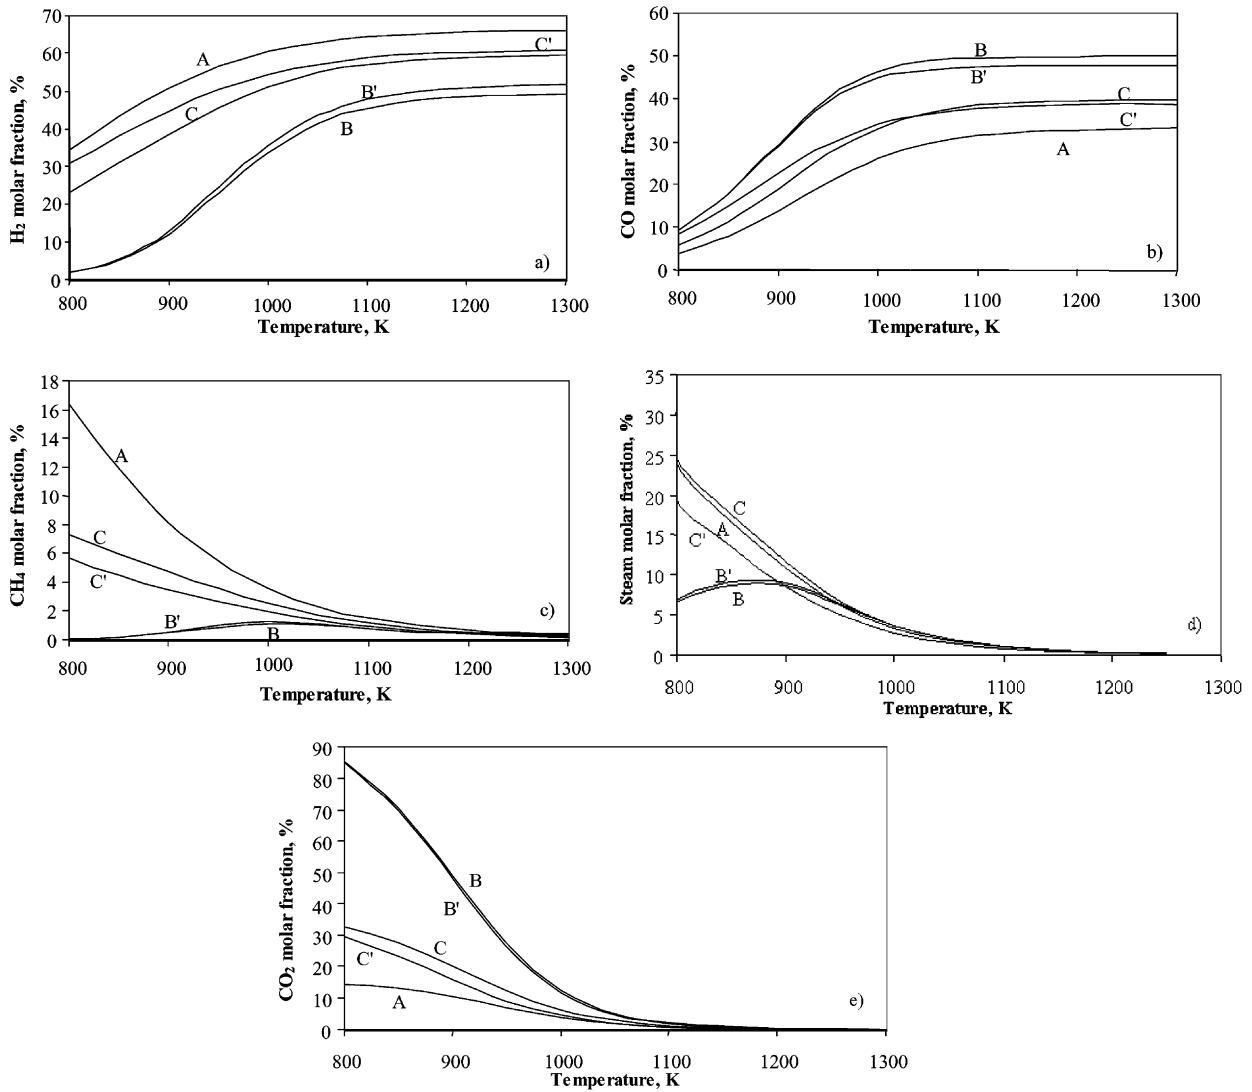 H2 molar fraction, %
70
60
50
40
30
20
10
0
A
C
C'
B'
B
a)
800 900 1000 1100 1200 1300
Temperature, K
CO molar fraction, %
60
50
40
30
20
10
0
B
B'
C
C'
A
b)
800 900 1000 1100 1200 1300
Temperature, K
CH4 molar fraction, %
18
16
14
12
10
8
6
4
2
0
A
C
C'
B'
B
c)
800 900 1000 1100 1200 1300
Temperature, K
Steam molar fraction, %
35
30
25
20
15
10
5
0
C
A
C'
B'
B
d)
800 900 1000 1100 1200 1300
Temperature, K
CO2 molar fraction, %
90
80
70
60
50
40
30
20
10
0
B
B'
C
C'
A
e)
800 900 1000 1100 1200 1300
Temperature, K